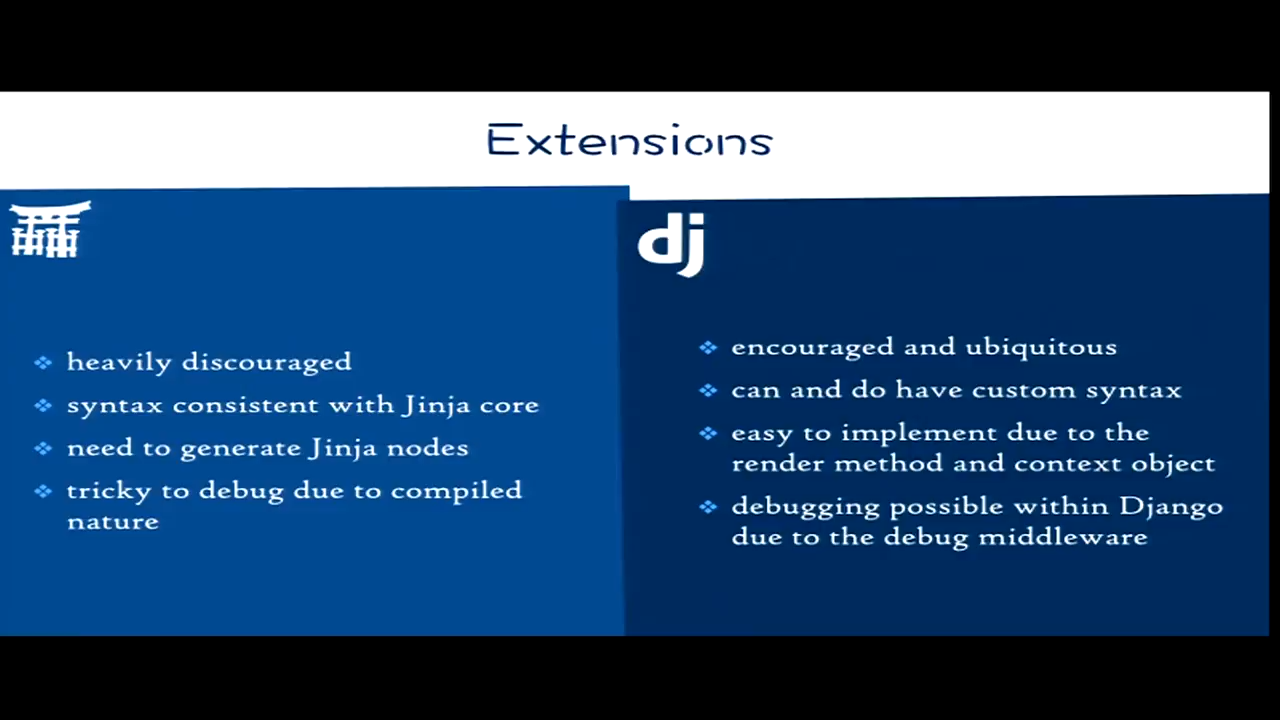 Extensions
heavily discouraged
syntax consistent with Jinja core
need to generate Jinja nodes
tricky to debug due to compiled
nature
dj
encouraged and ubiquitous
can and do have custom syntax
easy to implement due to the
render method and context object
debugging possible within Django
due to the debug middleware